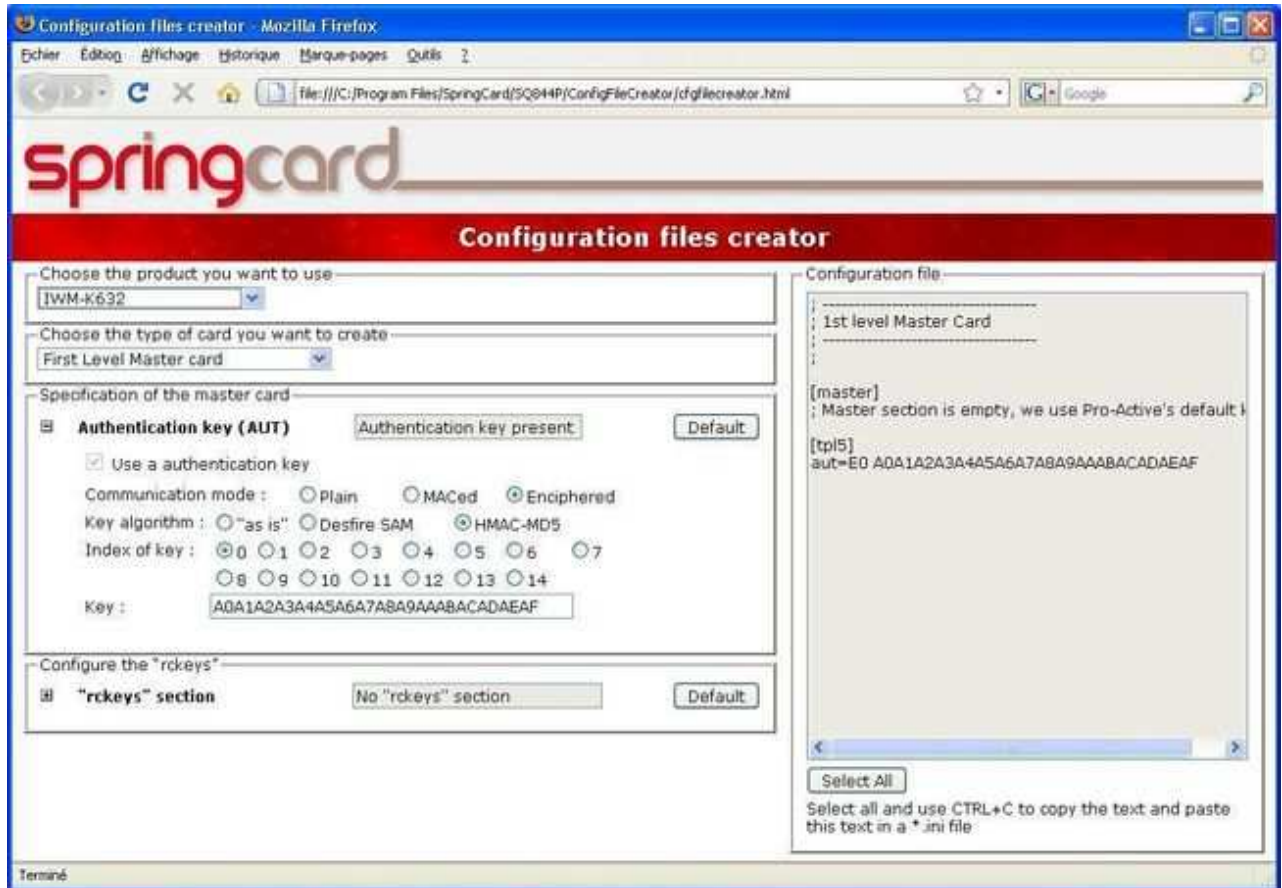 Configuration files creator - Mozilla Firefox
Fichier Édition Affichage Historique Marque-pages Outils ?
file:///C:/Program Files/SpringCard/SQ844P/ConfigFileCreator/cfgfilecreator.html
Google
springcard
Configuration files creator
Choose the product you want to use
IWM-K632
Choose the type of card you want to create
First Level Master card
Specification of the master card
Authentication key (AUT) Authentication key present Default
Use a authentication key
Communication mode : Plain MACed Enciphered
Key algorithm : "as is" Desfire SAM HMAC-MD5
Index of key : 0 1 2 3 4 5 6 7
8 9 10 11 12 13 14
Key : A0A1A2A3A4A5A6A7A8A9AAABACADAEAF
Configure the "rckeys"
"rckeys" section No "rckeys" section Default
Configuration file
; -----------------------------------
; 1st level Master Card
; -----------------------------------
;
[master]
; Master section is empty, we use Pro-Active's default
[tpl5]
aut=E0 A0A1A2A3A4A5A6A7A8A9AAABACADAEAF
Select All
Select all and use CTRL+C to copy the text and paste
this text in a *.ini file
Terminé